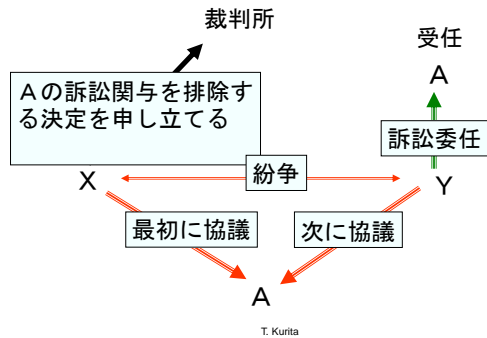 裁判所
受任
A
Aの訴訟関与を排除す
る決定を申し立てる
訴訟委任
紛争
X
Y
最初に協議
次に協議
A
T. Kurita